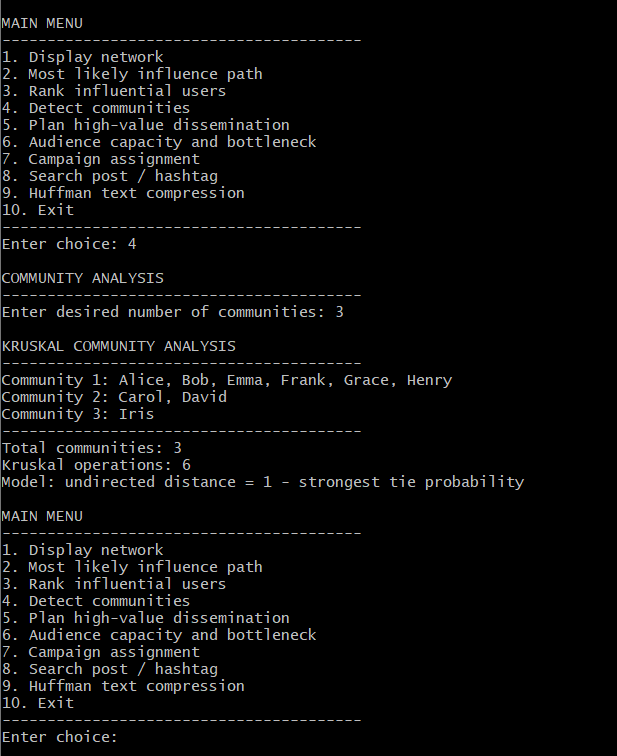 MAIN MENU
----------------------------------------
1. Display network
2. Most likely influence path
3. Rank influential users
4. Detect communities
5. Plan high-value dissemination
6. Audience capacity and bottleneck
7. Campaign assignment
8. Search post / hashtag
9. Huffman text compression
10. Exit
----------------------------------------
Enter choice: 4

COMMUNITY ANALYSIS
----------------------------------------
Enter desired number of communities: 3

KRUSKAL COMMUNITY ANALYSIS
----------------------------------------
Community 1: Alice, Bob, Emma, Frank, Grace, Henry
Community 2: Carol, David
Community 3: Iris
----------------------------------------
Total communities: 3
Kruskal operations: 6
Model: undirected distance = 1 - strongest tie probability

MAIN MENU
----------------------------------------
1. Display network
2. Most likely influence path
3. Rank influential users
4. Detect communities
5. Plan high-value dissemination
6. Audience capacity and bottleneck
7. Campaign assignment
8. Search post / hashtag
9. Huffman text compression
10. Exit
----------------------------------------
Enter choice: